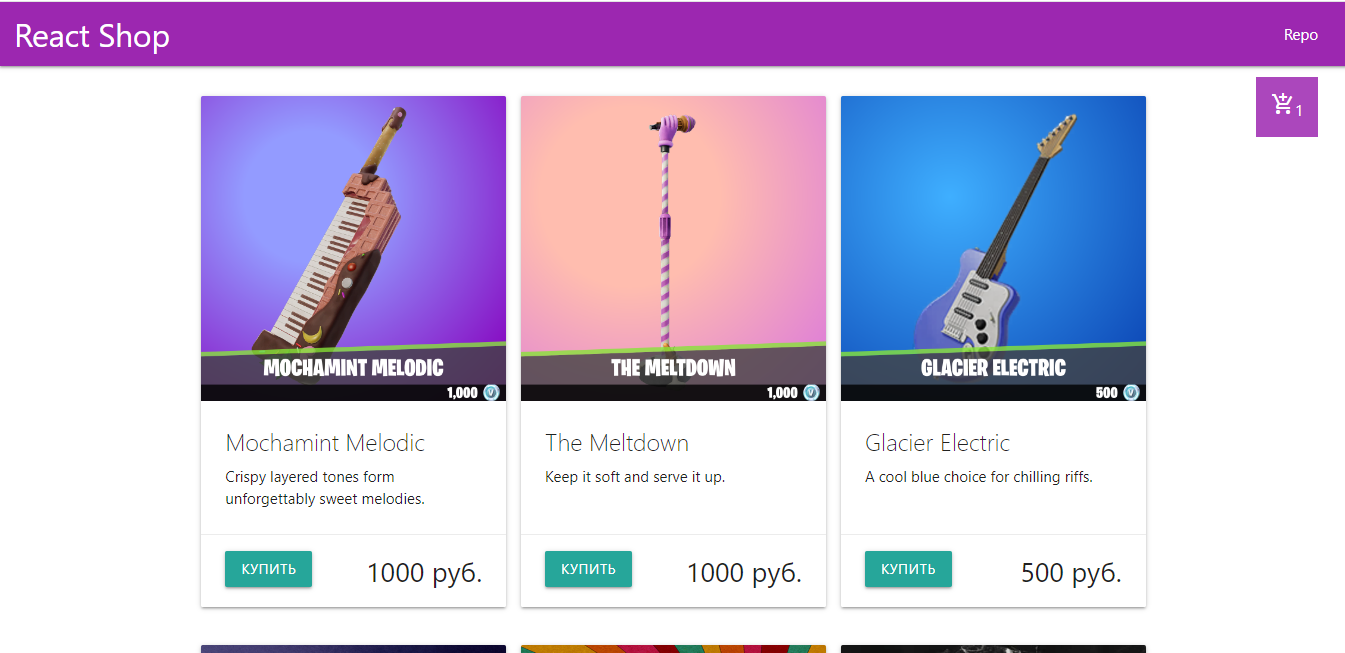 React Shop
Repo
1
MOCHAMINT MELODIC
1,000
THE MELTDOWN
1,000
GLACIER ELECTRIC
500
Mochamint Melodic
Crispy layered tones form
unforgettably sweet melodies.
КУПИТЬ
1000 руб.
The Meltdown
Keep it soft and serve it up.
КУПИТЬ
1000 руб.
Glacier Electric
A cool blue choice for chilling riffs.
КУПИТЬ
500 руб.